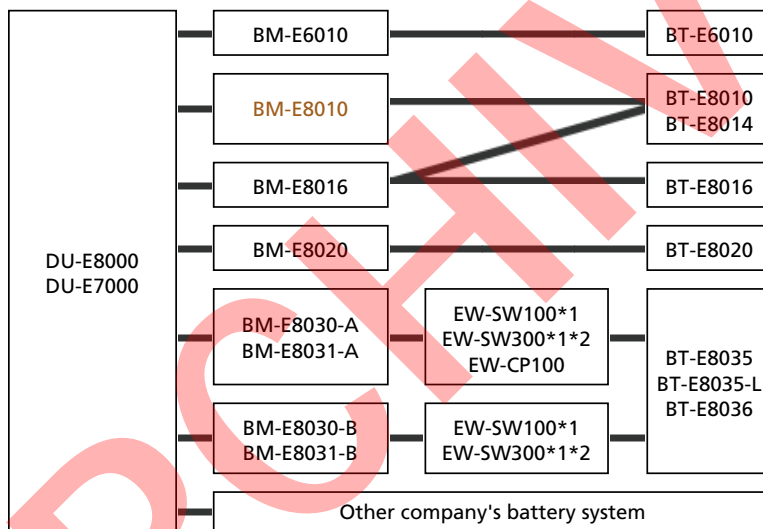 DU-E8000
DU-E7000
BM-E6010
BT-E6010
BM-E8010
BT-E8010
BT-E8014
BM-E8016
BT-E8016
BM-E8020
BT-E8020
BM-E8030-A
BM-E8031-A
EW-SW100*1
EW-SW300*1*2
EW-CP100
BT-E8035
BT-E8035-L
BT-E8036
BM-E8030-B
BM-E8031-B
EW-SW100*1
EW-SW300*1*2
Other company's battery system